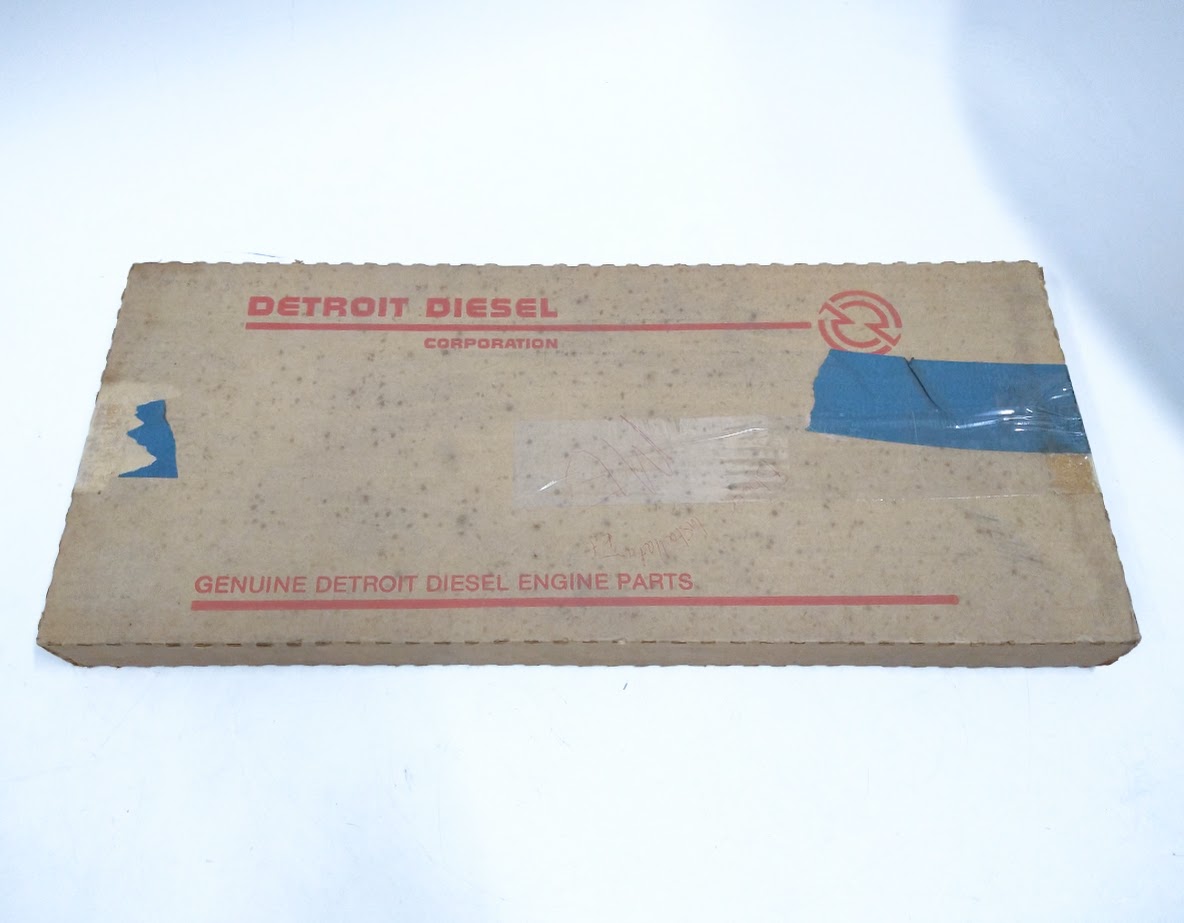 DETROIT DIESEL
CORPORATION
GENUINE DETROIT DIESEL ENGINE PARTS